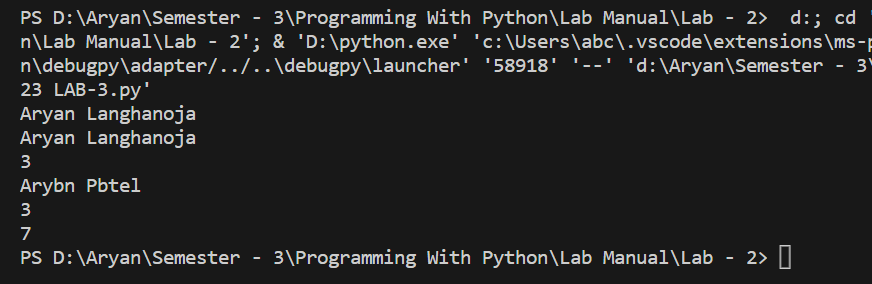 PS D:\Aryan\Semester - 3\Programming With Python\Lab Manual\Lab - 2>  d:; cd '
n\Lab Manual\Lab - 2'; & 'D:\python.exe' 'c:\Users\abc\.vscode\extensions\ms-p
n\debugpy\adapter/../..\debugpy\launcher' '58918' '--' 'd:\Aryan\Semester - 3\
23 LAB-3.py'
Aryan Langhanoja
Aryan Langhanoja
3
Arybn Pbtel
3
7
PS D:\Aryan\Semester - 3\Programming With Python\Lab Manual\Lab - 2>